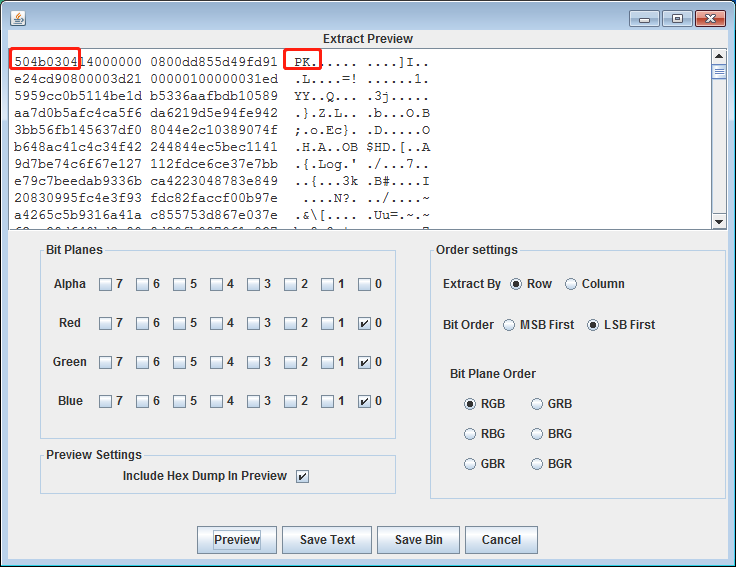 Extract Preview
504b030414000000 0800dd855d49fd91 PK...... ....]I..
e24cd90800003d21 00000100000031ed .L....=! ......1.
5959cc0b5114be1d b5336aafbdb10589 YY..Q... .3j.....
aa7d0b5afc4ca5f6 da6219d5e94fe942 .}.Z.L.. .b...O.B
3bb56fb145637df0 8044e2c10389074f ;.o.Ec}. .D.....O
b648ac41c4c34f42 244844ec5bec1141 .H.A..OB $HD.[..A
9d7be74c6f67e127 112fdce6ce37e7bb .{.Log.' ./...7..
e79c7beedab9336b ca4223048783e849 ..{...3k .B#....I
20830995fc4e3f93 fdc82faccf00b97e ....N?. ../....~
a4265c5b9316a41a c855753d867e037e .&\[.... .Uu=.~.~
Bit Planes
Alpha 7 6 5 4 3 2 1 0
Red 7 6 5 4 3 2 1 0
Green 7 6 5 4 3 2 1 0
Blue 7 6 5 4 3 2 1 0
Preview Settings
Include Hex Dump In Preview
Order settings
Extract By Row Column
Bit Order MSB First LSB First
Bit Plane Order
RGB GRB
RBG BRG
GBR BGR
Preview Save Text Save Bin Cancel